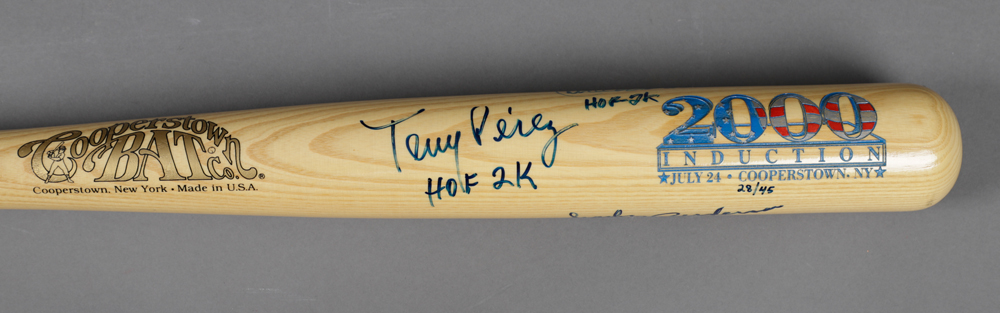 Cooperstown
BAT Co.®
Cooperstown, New York • Made in U.S.A.
Tony Pérez
HOF 2K
HOF 2K
2000
INDUCTION
★JULY 24 • COOPERSTOWN, NY★
28/45